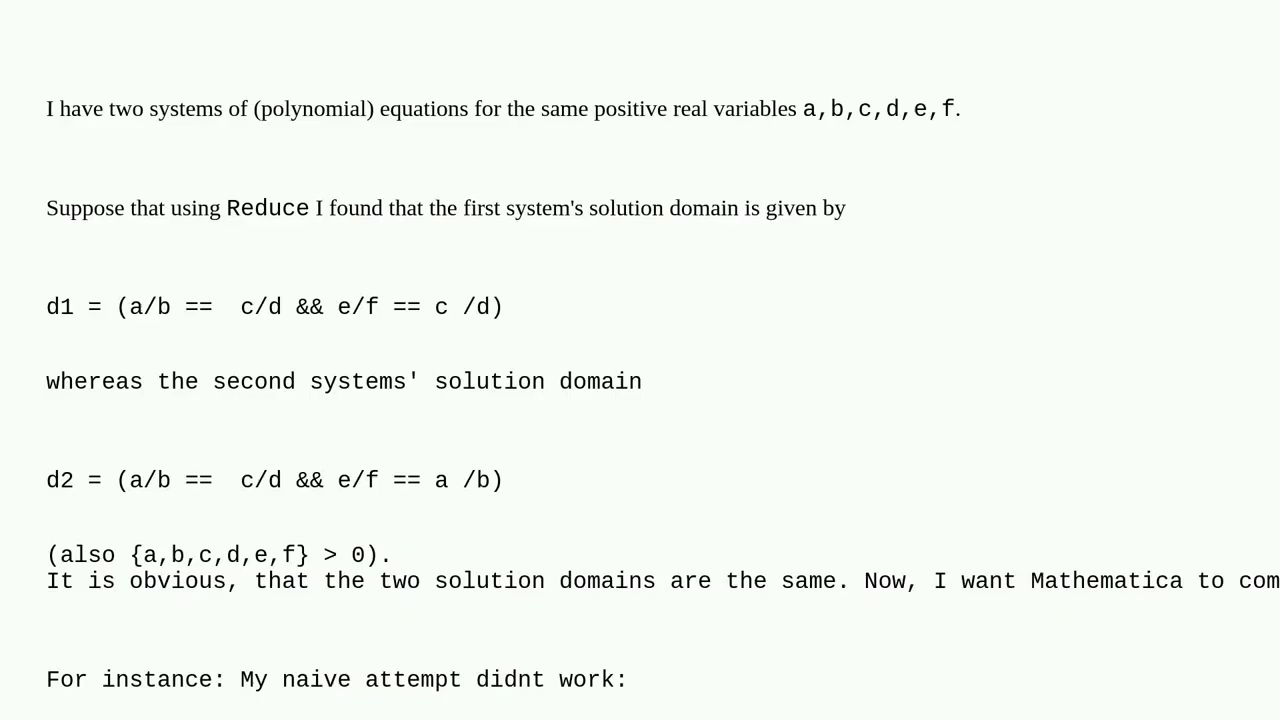 I have two systems of (polynomial) equations for the same positive real variables a,b,c,d,e,f.
Suppose that using Reduce I found that the first system's solution domain is given by
d1 = (a/b ==  c/d && e/f == c /d)
whereas the second systems' solution domain
d2 = (a/b ==  c/d && e/f == a /b)
(also {a,b,c,d,e,f} > 0).
It is obvious, that the two solution domains are the same. Now, I want Mathematica to com
For instance: My naive attempt didnt work: